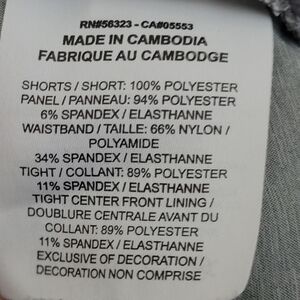 RN#56323 - CA#05553
MADE IN CAMBODIA
FABRIQUE AU CAMBODGE
SHORTS / SHORT: 100% POLYESTER
PANEL / PANNEAU: 94% POLYESTER
6% SPANDEX / ELASTHANNE
WAISTBAND / TAILLE: 66% NYLON /
POLYAMIDE
34% SPANDEX / ELASTHANNE
TIGHT / COLLANT: 89% POLYESTER
11% SPANDEX / ELASTHANNE
TIGHT CENTER FRONT LINING /
DOUBLURE CENTRALE AVANT DU
COLLANT: 89% POLYESTER
11% SPANDEX / ELASTHANNE
EXCLUSIVE OF DECORATION /
DECORATION NON COMPRISE